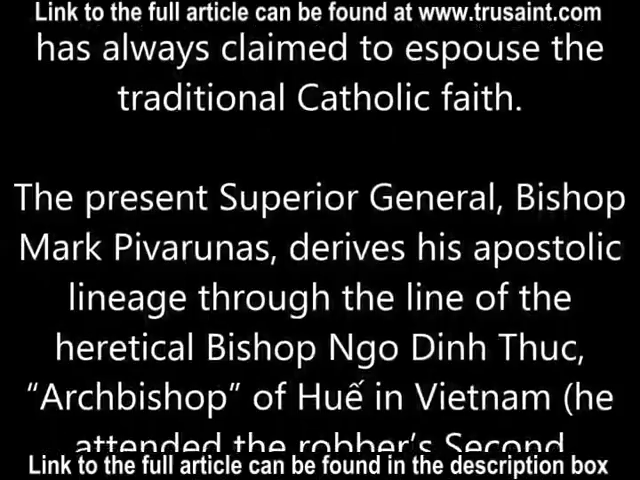 Link to the full article can be found at www.trusaint.com
has always claimed to espouse the
traditional Catholic faith.
The present Superior General, Bishop
Mark Pivarunas, derives his apostolic
lineage through the line of the
heretical Bishop Ngo Dinh Thuc,
“Archbishop” of Huế in Vietnam (he
attended the robber’s Second
Link to the full article can be found in the description box